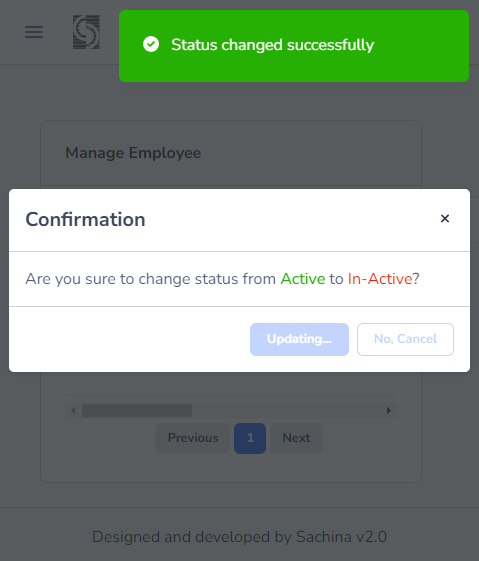 Status changed successfully
Manage Employee
Confirmation
Are you sure to change status from Active to In-Active?
Updating...
No, Cancel
Previous
1
Next
Designed and developed by Sachina v2.0